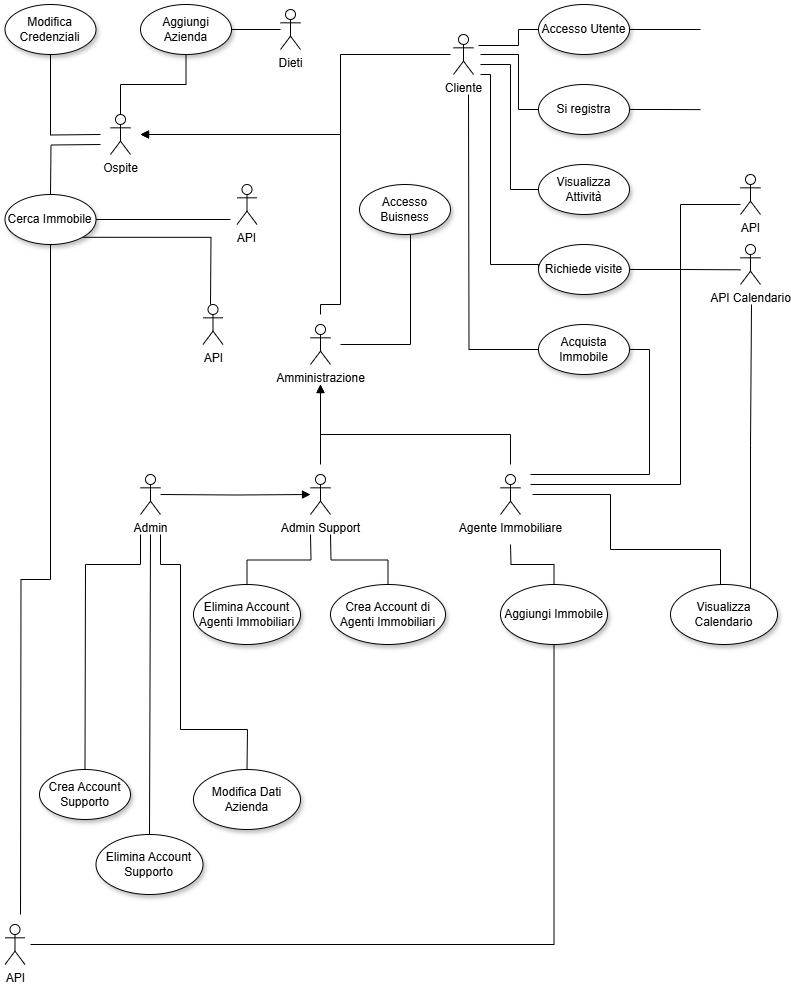 Modifica
Credenziali
Aggiungi
Azienda
Dieti
Cliente
Accesso Utente
Si registra
Ospite
Visualizza
Attività
Accesso
Buisness
Cerca Immobile
API
API
API
Richiede visite
API Calendario
Acquista
Immobile
Amministrazione
Admin
Admin Support
Agente Immobiliare
Elimina Account
Agenti Immobiliari
Crea Account di
Agenti Immobiliari
Aggiungi Immobile
Visualizza
Calendario
Crea Account
Supporto
Modifica Dati
Azienda
Elimina Account
Supporto
API